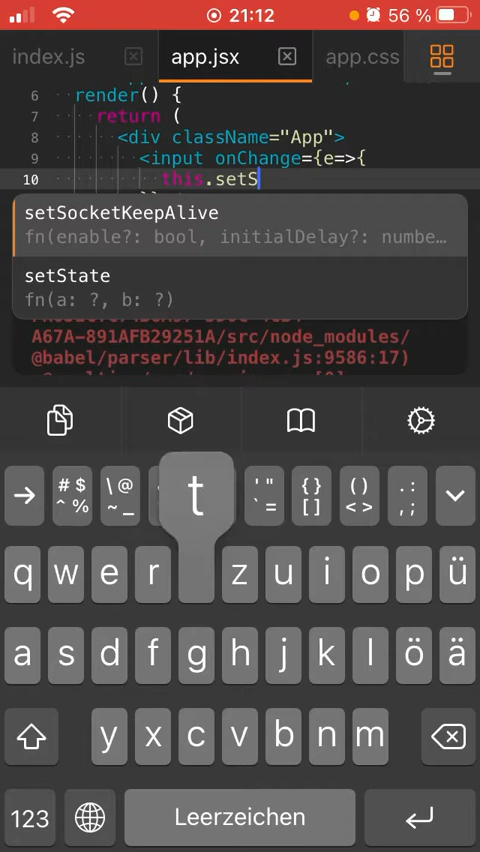 21:12
56 %
index.js
app.jsx
app.css
6 render() {
7 return (
8 <div className="App">
9 <input onChange={e=>{
10 this.setS
setSocketKeepAlive
fn(enable?: bool, initialDelay?: numbe…
setState
fn(a: ?, b: ?)
A67A-891AFB29251A/src/node_modules/
@babel/parser/lib/index.js:9586:17)
# $ ^ %
\ @ ~ _
t
' " ` =
{ } [ ]
( ) < >
. : , ;
q w e r z u i o p ü
a s d f g h j k l ö ä
y x c v b n m
123
Leerzeichen